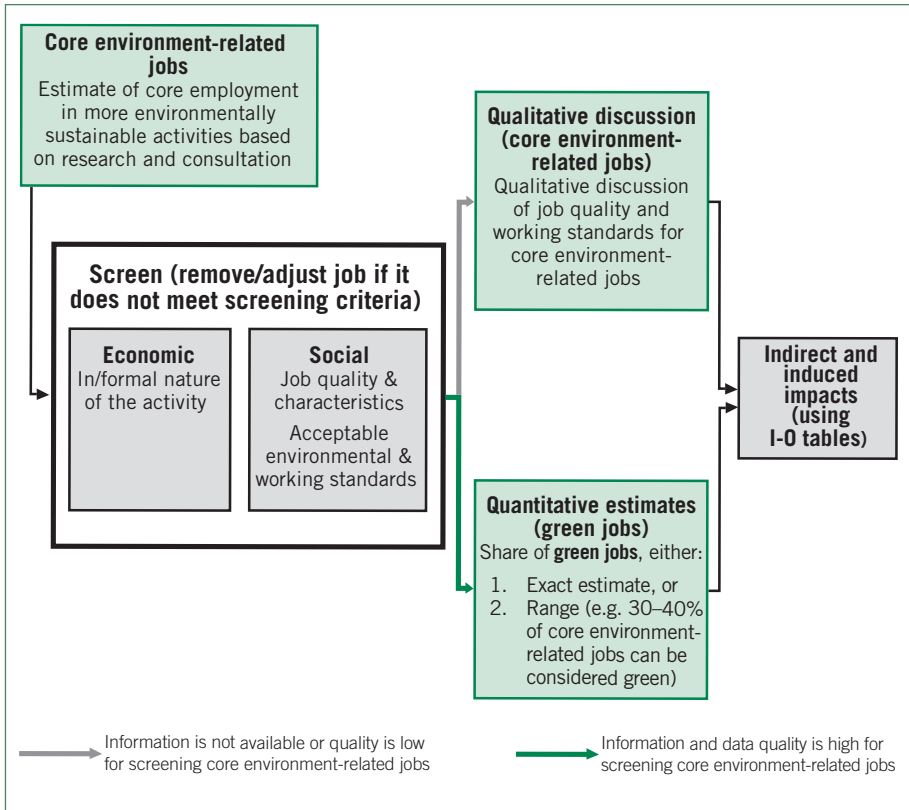 Core environment-related
jobs
Estimate of core employment
in more environmentally
sustainable activities based
on research and consultation
Screen (remove/adjust job if it
does not meet screening criteria)
Economic
In/formal nature
of the activity
Social
Job quality &
characteristics
Acceptable
environmental &
working standards
Qualitative discussion
(core environment-
related jobs)
Qualitative discussion
of job quality and
working standards for
core environment-
related jobs
Quantitative estimates
(green jobs)
Share of green jobs, either:
1. Exact estimate, or
2. Range (e.g. 30–40%
of core environment-
related jobs can be
considered green)
Indirect and
induced
impacts
(using
I-O tables)
Information is not available or quality is low
for screening core environment-related jobs
Information and data quality is high for
screening core environment-related jobs